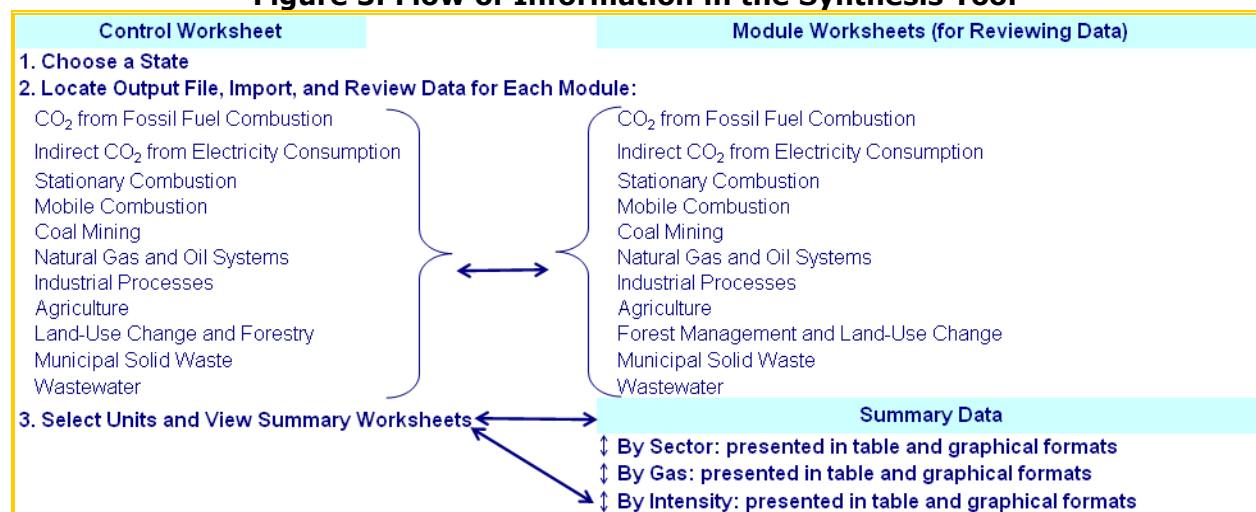 Figure 3. Flow of Information in the Synthesis Tool
Control Worksheet
1. Choose a State
2. Locate Output File, Import, and Review Data for Each Module:
CO₂ from Fossil Fuel Combustion
Indirect CO₂ from Electricity Consumption
Stationary Combustion
Mobile Combustion
Coal Mining
Natural Gas and Oil Systems
Industrial Processes
Agriculture
Land-Use Change and Forestry
Municipal Solid Waste
Wastewater
3. Select Units and View Summary Worksheets
Module Worksheets (for Reviewing Data)
CO₂ from Fossil Fuel Combustion
Indirect CO₂ from Electricity Consumption
Stationary Combustion
Mobile Combustion
Coal Mining
Natural Gas and Oil Systems
Industrial Processes
Agriculture
Forest Management and Land-Use Change
Municipal Solid Waste
Wastewater
Summary Data
↕ By Sector: presented in table and graphical formats
↕ By Gas: presented in table and graphical formats
↕ By Intensity: presented in table and graphical formats